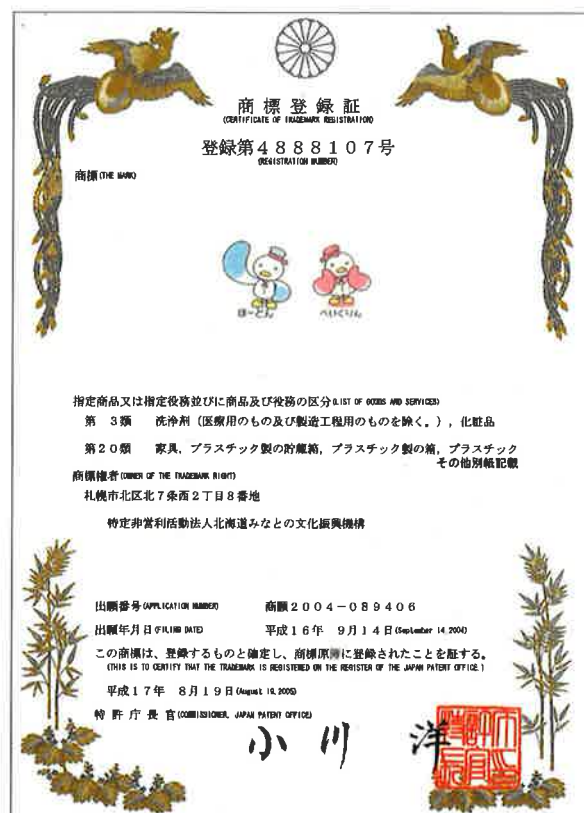 商標登録証
(CERTIFICATE OF TRADEMARK REGISTRATION)
登録第4888107号
(REGISTRATION NUMBER)
商標(THE MARK)
ぽーとん べいくりん
指定商品又は指定役務並びに商品及び役務の区分(LIST OF GOODS AND SERVICES)
第 3類 洗浄剤(医療用のもの及び製造工程用のものを除く。),化粧品
第20類 家具,プラスチック製の貯蔵箱,プラスチック製の箱,プラスチック
その他別紙記載
商標権者(OWNER OF THE TRADEMARK RIGHT)
札幌市北区北7条西2丁目8番地
特定非営利活動法人北海道みなとの文化振興機構
出願番号(APPLICATION NUMBER) 商願2004-089406
出願年月日(FILING DATE) 平成16年 9月14日(September 14,2004)
この商標は、登録するものと確定し、商標原簿に登録されたことを証する。
(THIS IS TO CERTIFY THAT THE TRADEMARK IS REGISTERED ON THE REGISTER OF THE JAPAN PATENT OFFICE.)
平成17年 8月19日(August 19,2005)
特許庁長官(COMMISSIONER, JAPAN PATENT OFFICE)
小川 洋